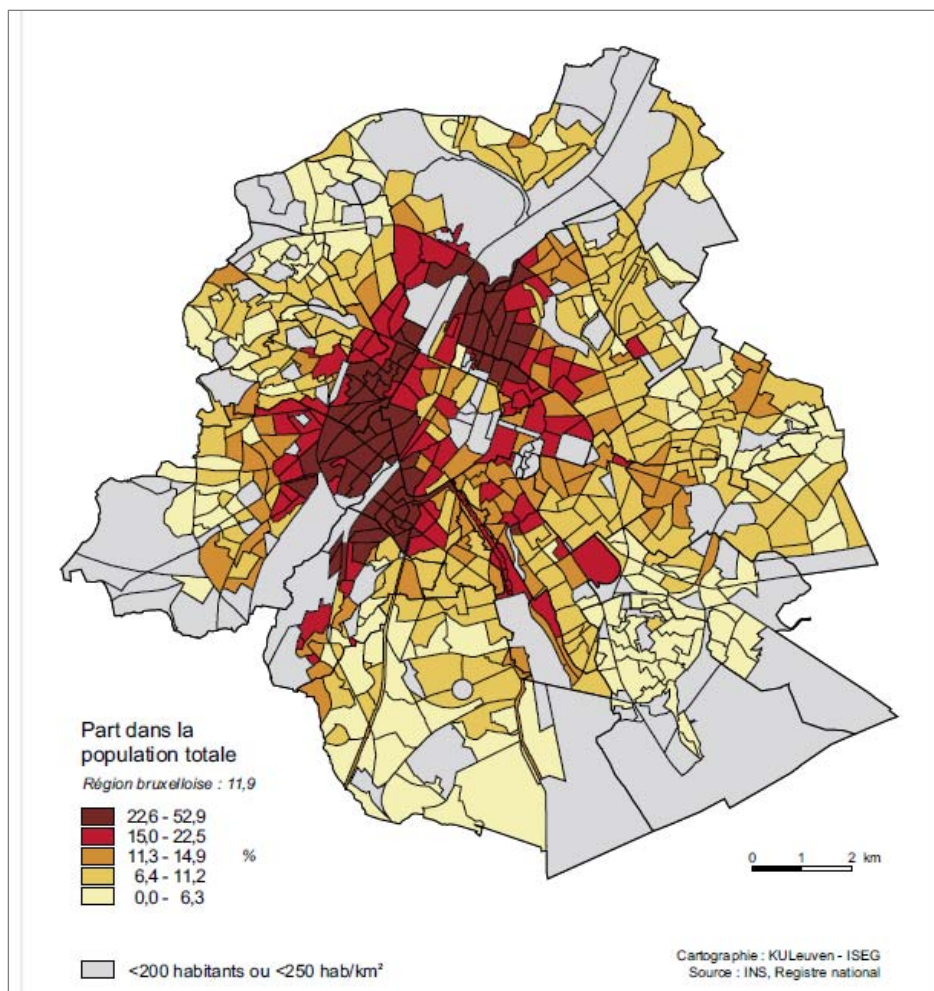 Part dans la
population totale
Région bruxelloise : 11,9
22,6 - 52,9
15,0 - 22,5
11,3 - 14,9 %
6,4 - 11,2
0,0 - 6,3
<200 habitants ou <250 hab/km²
0 1 2 km
Cartographie : KULeuven - ISEG
Source : INS, Registre national